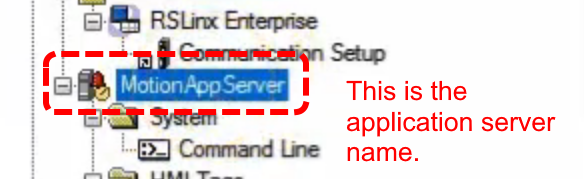 RSLinx Enterprise
Communication Setup
MotionAppServer
System
Command Line
HMI Tags
This is the
application server
name.